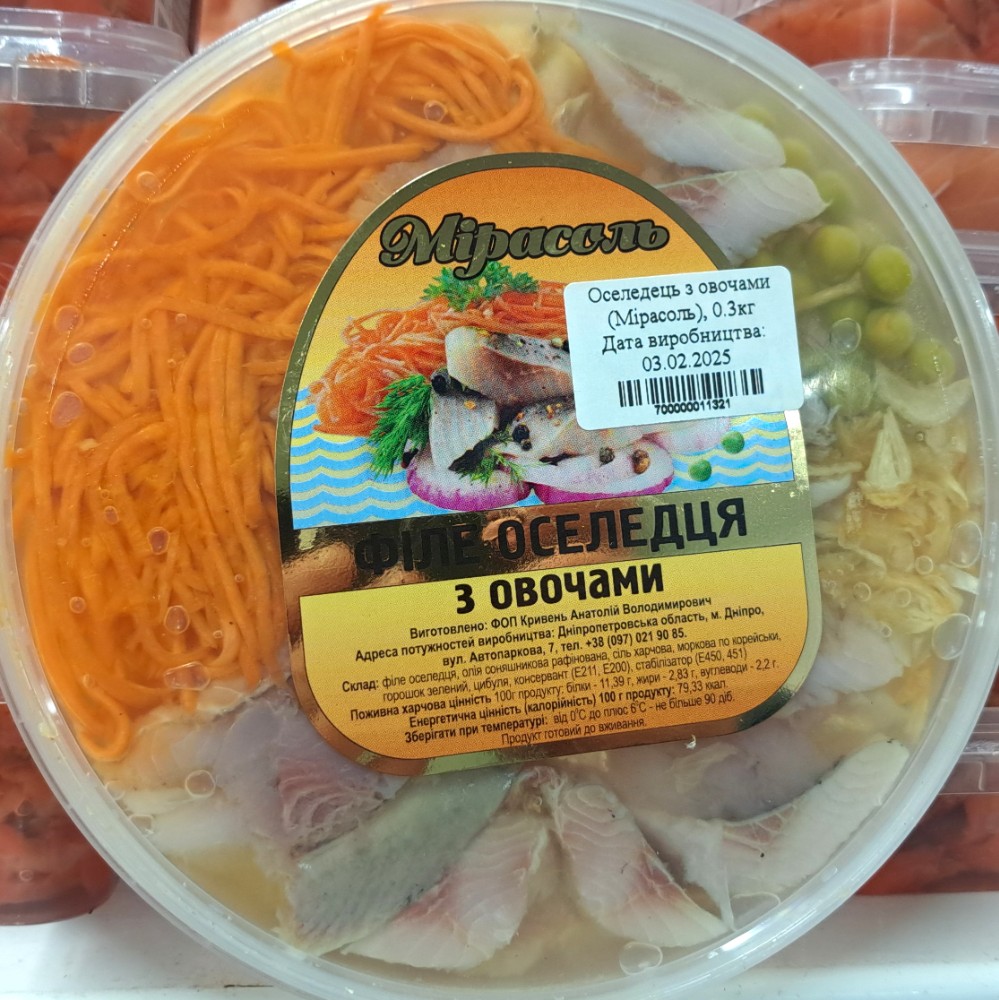 Мірасоль
Оселедець з овочами
(Мірасоль), 0.3кг
Дата виробництва:
03.02.2025
700000011321
ФІЛЕ ОСЕЛЕДЦЯ
З ОВОЧАМИ
Виготовлено: ФОП Кривень Анатолій Володимирович
Адреса потужностей виробництва: Дніпропетровська область, м. Дніпро,
вул. Автопаркова, 7, тел. +38 (097) 021 90 85.
Склад: філе оселедця, олія соняшникова рафінована, сіль харчова, моркова по корейськи,
горошок зелений, цибуля, консервант (Е211, Е200), стабілізатор (Е450, 451)
Поживна харчова цінність 100г продукту: білки - 11,39 г, жири - 2,83 г, вуглеводи - 2,2 г.
Енергетична цінність (калорійність) 100 г продукту: 79,33 ккал.
Зберігати при температурі: від 0°С до плюс 6°С - не більше 90 діб.
Продукт готовий до вживання.